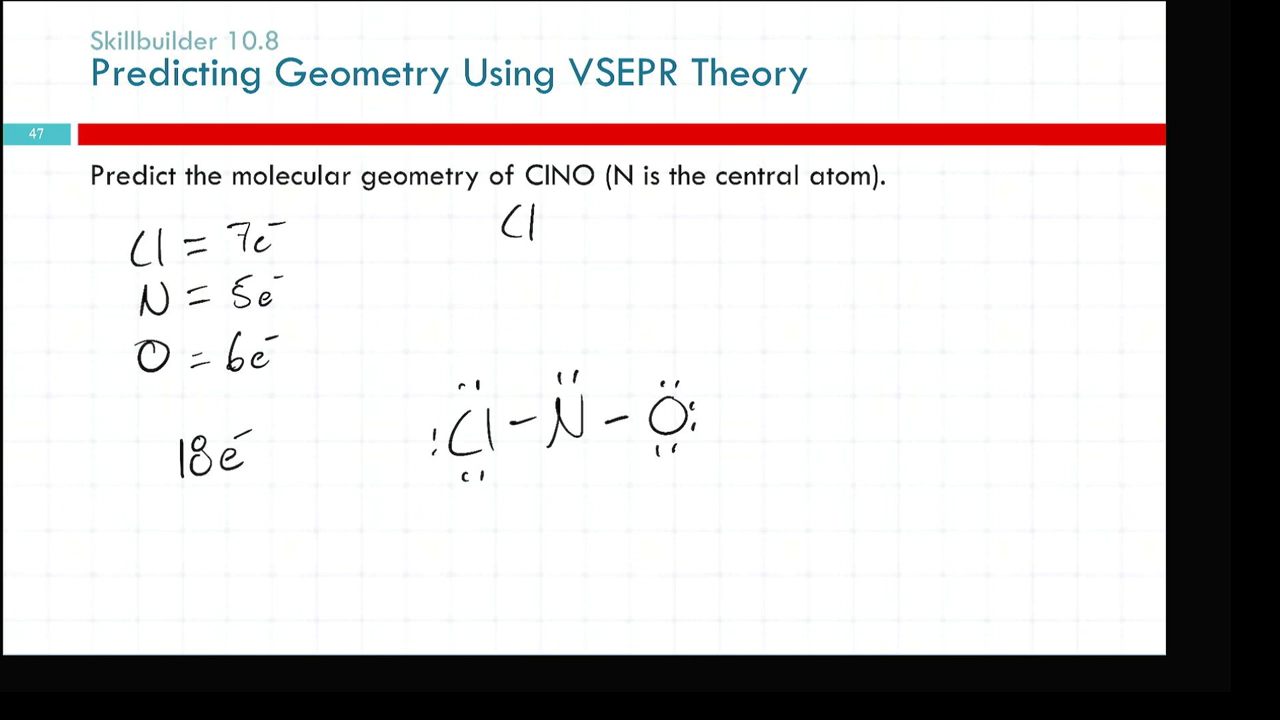 Skillbuilder 10.8
Predicting Geometry Using VSEPR Theory
47
Predict the molecular geometry of ClNO (N is the central atom).
Cl = 7e⁻
N = 5e⁻
O = 6e⁻
18e⁻
Cl
Cl – N – O